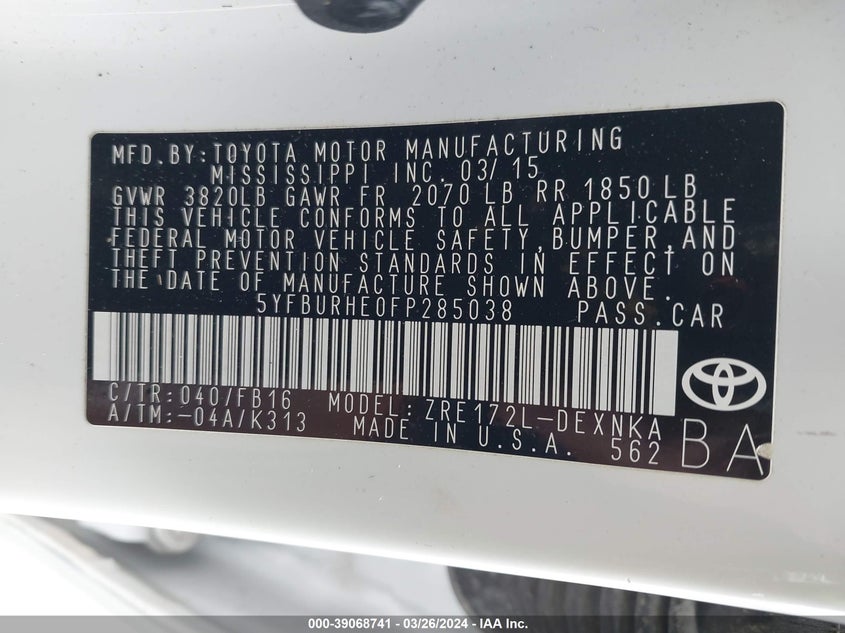 MFD.BY:TOYOTA MOTOR MANUFACTURING
MISSISSIPPI INC. 03/15
GVWR 3820LB GAWR FR 2070 LB RR 1850LB
THIS VEHICLE CONFORMS TO ALL APPLICABLE
FEDERAL MOTOR VEHICLE SAFETY,BUMPER,AND
THEFT PREVENTION STANDARDS IN EFFECT ON
THE DATE OF MANUFACTURE SHOWN ABOVE.
5YFBURHE0FP285038 PASS.CAR
C/TR:040/FB16 MODEL:ZRE172L-DEXNKA
A/TM:-04A/K313 MADE IN U.S.A. 562 BA
000-39068741 - 03/26/2024 - IAA Inc.